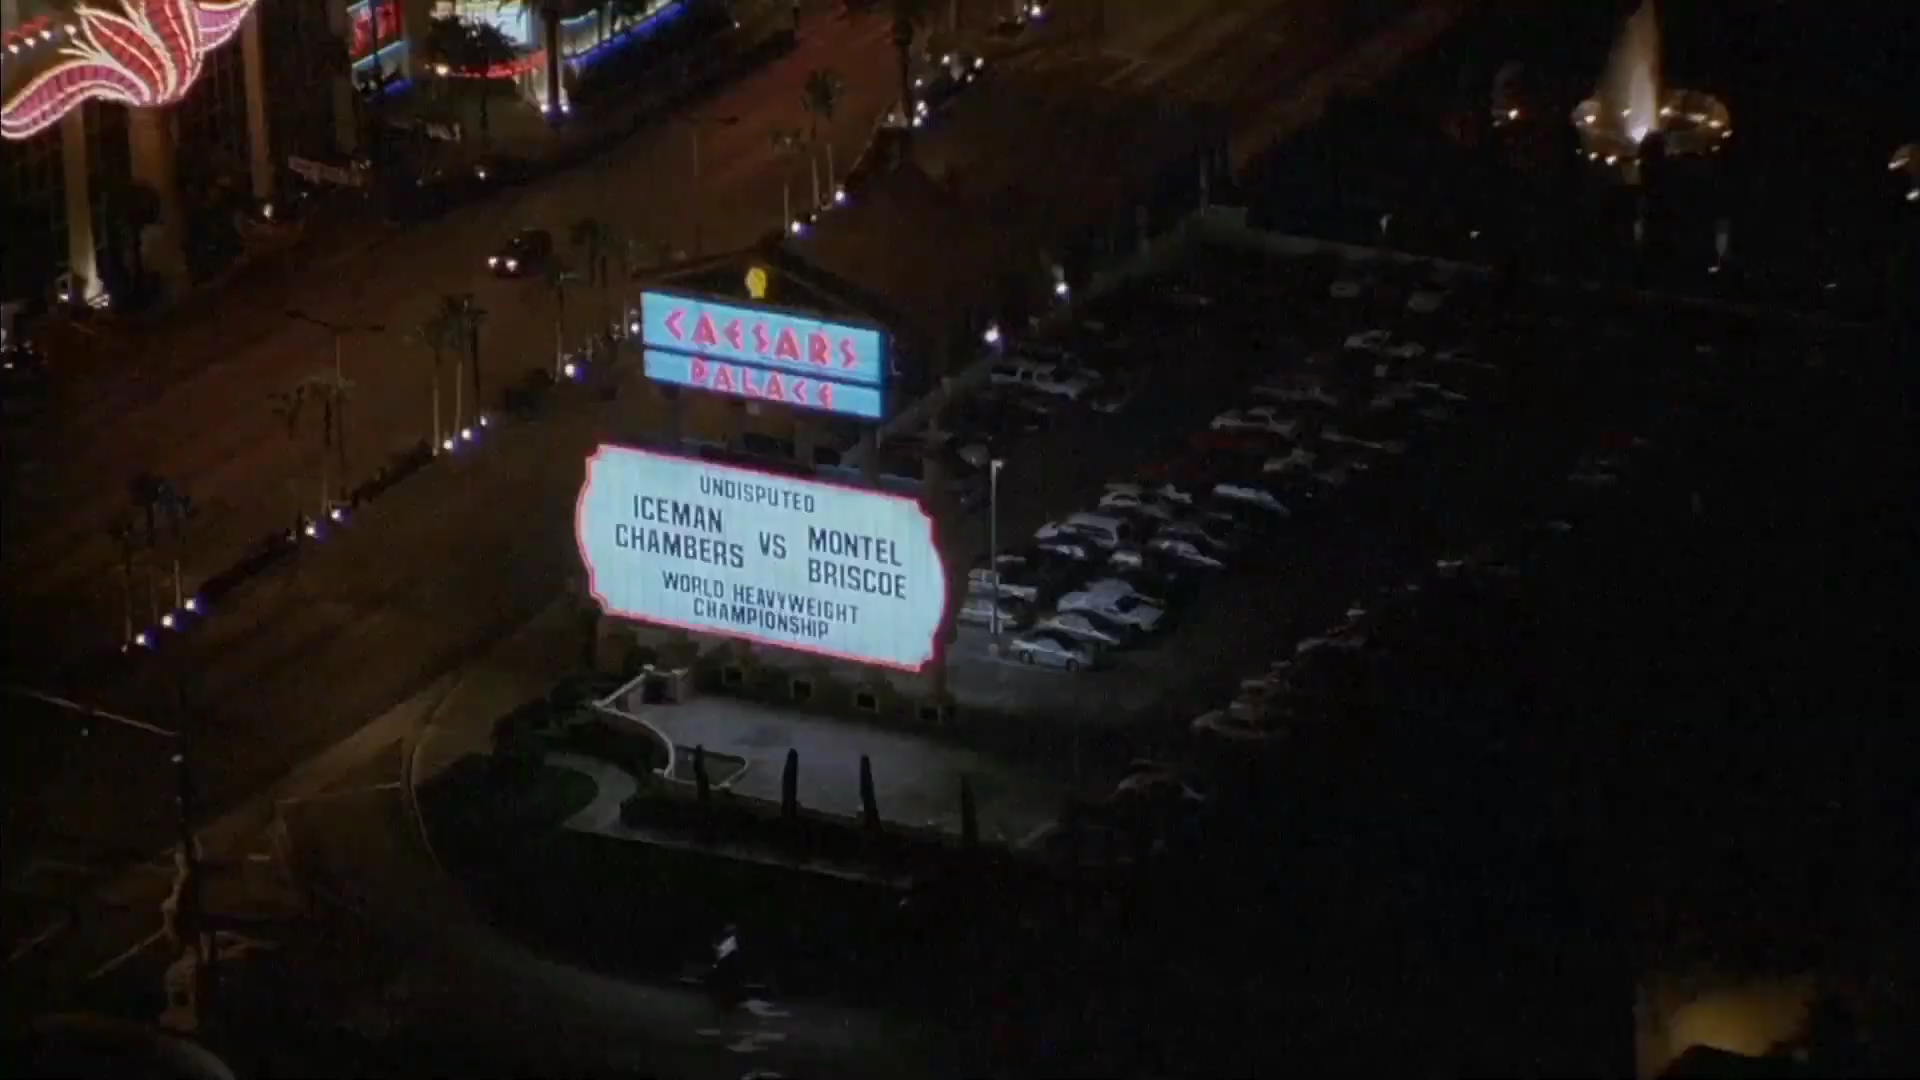 CAESARS
PALACE
UNDISPUTED
ICEMAN
CHAMBERS
VS
MONTEL
BRISCOE
WORLD HEAVYWEIGHT
CHAMPIONSHIP